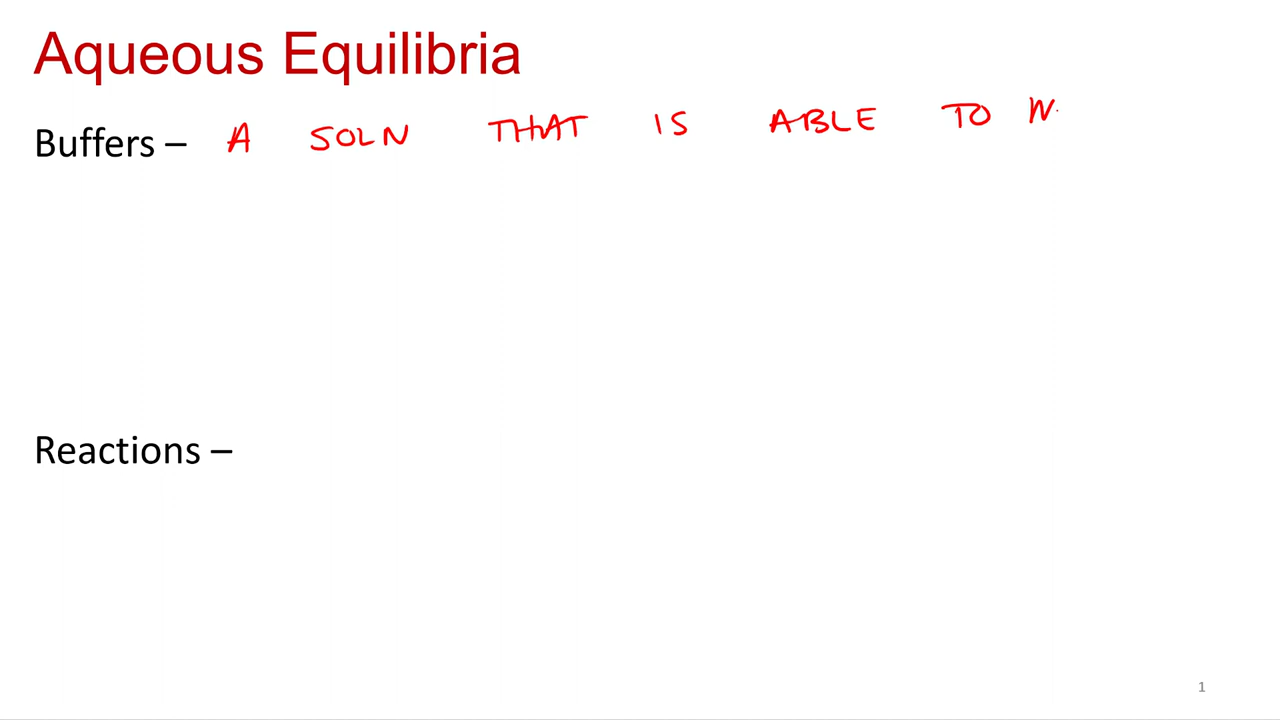 Aqueous Equilibria
Buffers – A SOLN THAT IS ABLE TO
Reactions –
1